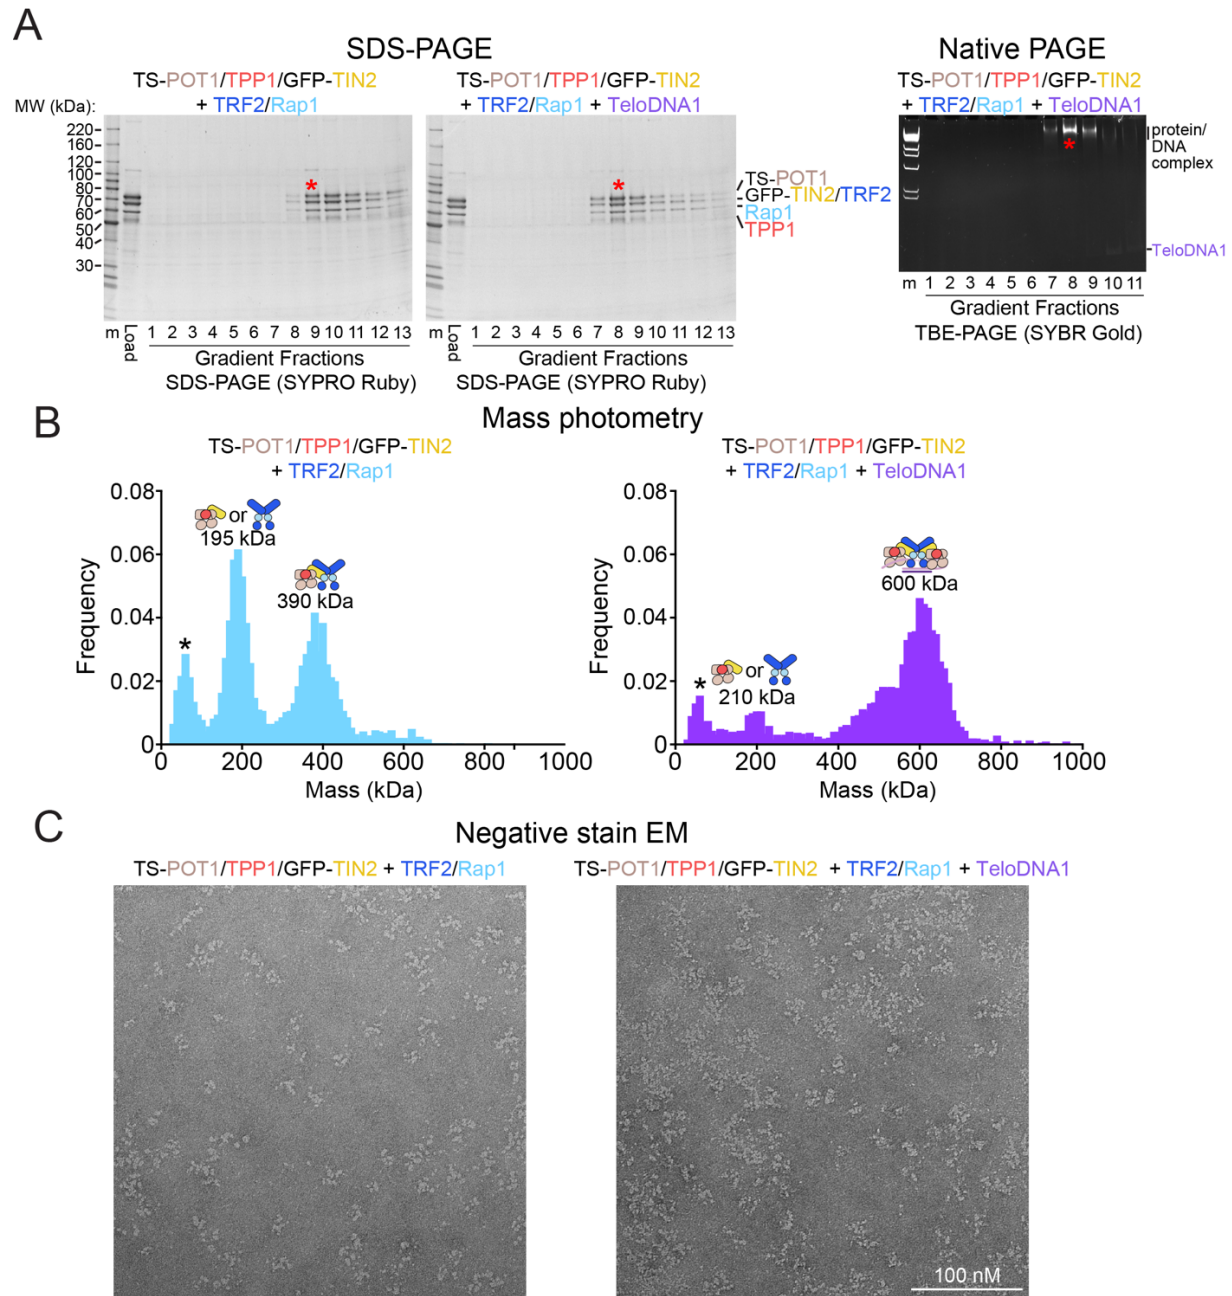 A
SDS-PAGE
TS-POT1/TPP1/GFP-TIN2
+ TRF2/Rap1
TS-POT1/TPP1/GFP-TIN2
+ TRF2/Rap1 + TeloDNA1
MW (kDa):
220
160
120
100
80
70
60
50
40
30
*
*
TS-POT1
GFP-TIN2/TRF2
Rap1
TPP1
m Load 1 2 3 4 5 6 7 8 9 10 11 12 13
Gradient Fractions
SDS-PAGE (SYPRO Ruby)
m Load 1 2 3 4 5 6 7 8 9 10 11 12 13
Gradient Fractions
SDS-PAGE (SYPRO Ruby)
Native PAGE
TS-POT1/TPP1/GFP-TIN2
+ TRF2/Rap1 + TeloDNA1
*
protein/
DNA
complex
TeloDNA1
m 1 2 3 4 5 6 7 8 9 10 11
Gradient Fractions
TBE-PAGE (SYBR Gold)
B
Mass photometry
TS-POT1/TPP1/GFP-TIN2
+ TRF2/Rap1
0.08
0.06
0.04
0.02
0
Frequency
or
195 kDa
390 kDa
*
0 200 400 600 800 1000
Mass (kDa)
TS-POT1/TPP1/GFP-TIN2
+ TRF2/Rap1 + TeloDNA1
0.08
0.06
0.04
0.02
0
Frequency
600 kDa
or
210 kDa
*
0 200 400 600 800 1000
Mass (kDa)
C
Negative stain EM
TS-POT1/TPP1/GFP-TIN2 + TRF2/Rap1
TS-POT1/TPP1/GFP-TIN2 + TRF2/Rap1 + TeloDNA1
100 nM